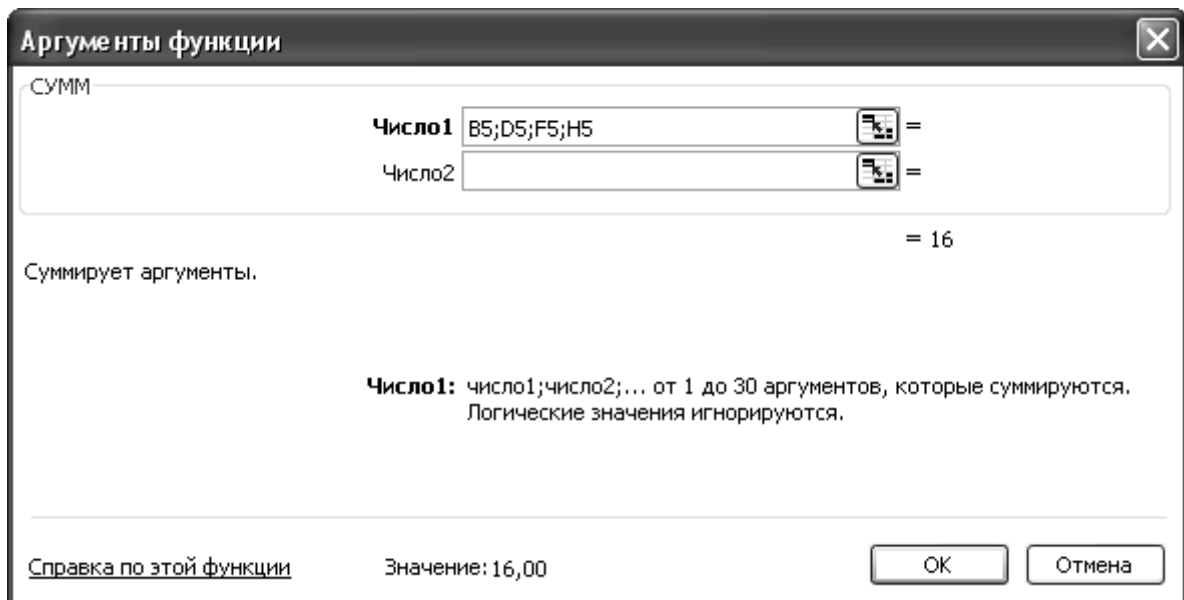 Аргументы функции
СУММ
Число1 B5;D5;F5;H5 =
Число2 =
= 16
Суммирует аргументы.
Число1: число1;число2;... от 1 до 30 аргументов, которые суммируются.
Логические значения игнорируются.
Справка по этой функции Значение: 16,00 ОК Отмена